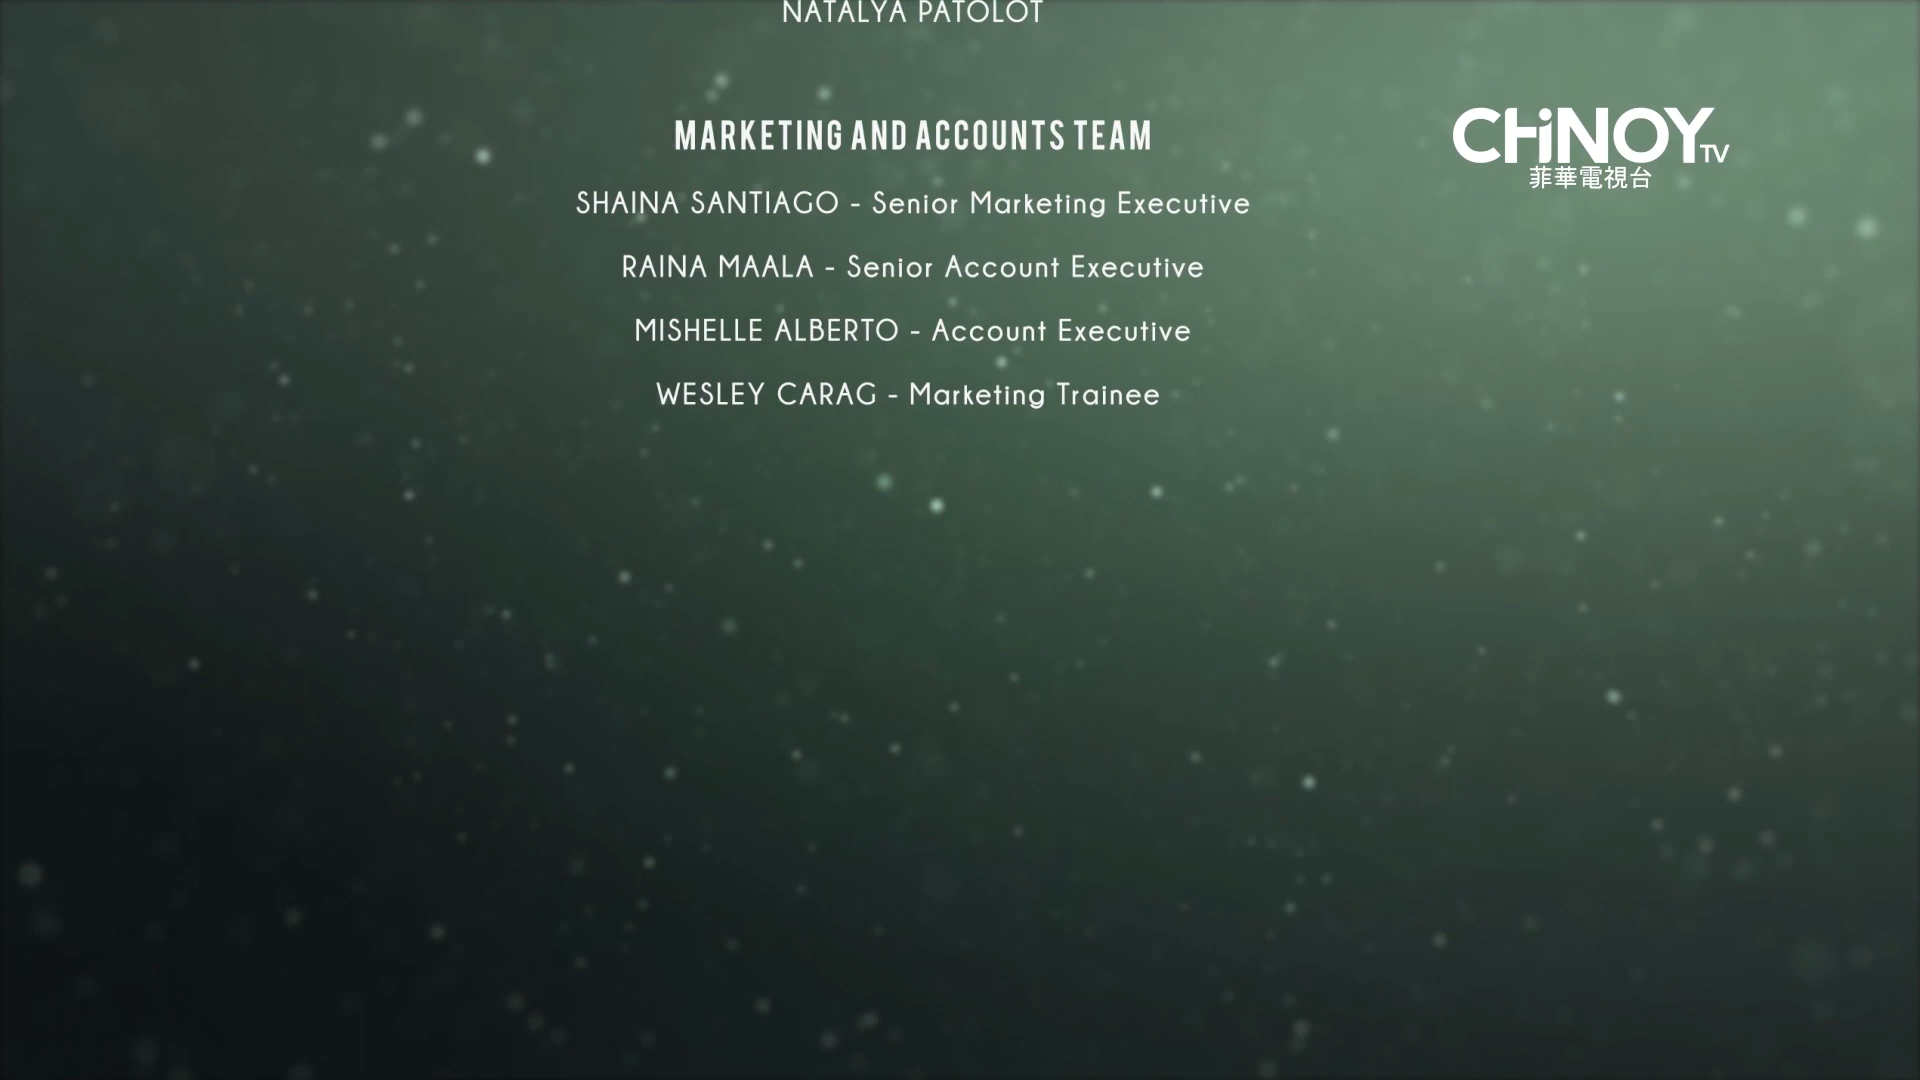 NATALYA PATOLOT
MARKETING AND ACCOUNTS TEAM
SHAINA SANTIAGO - Senior Marketing Executive
RAINA MAALA - Senior Account Executive
MISHELLE ALBERTO - Account Executive
WESLEY CARAG - Marketing Trainee
CHiNOY TV
菲華電視台